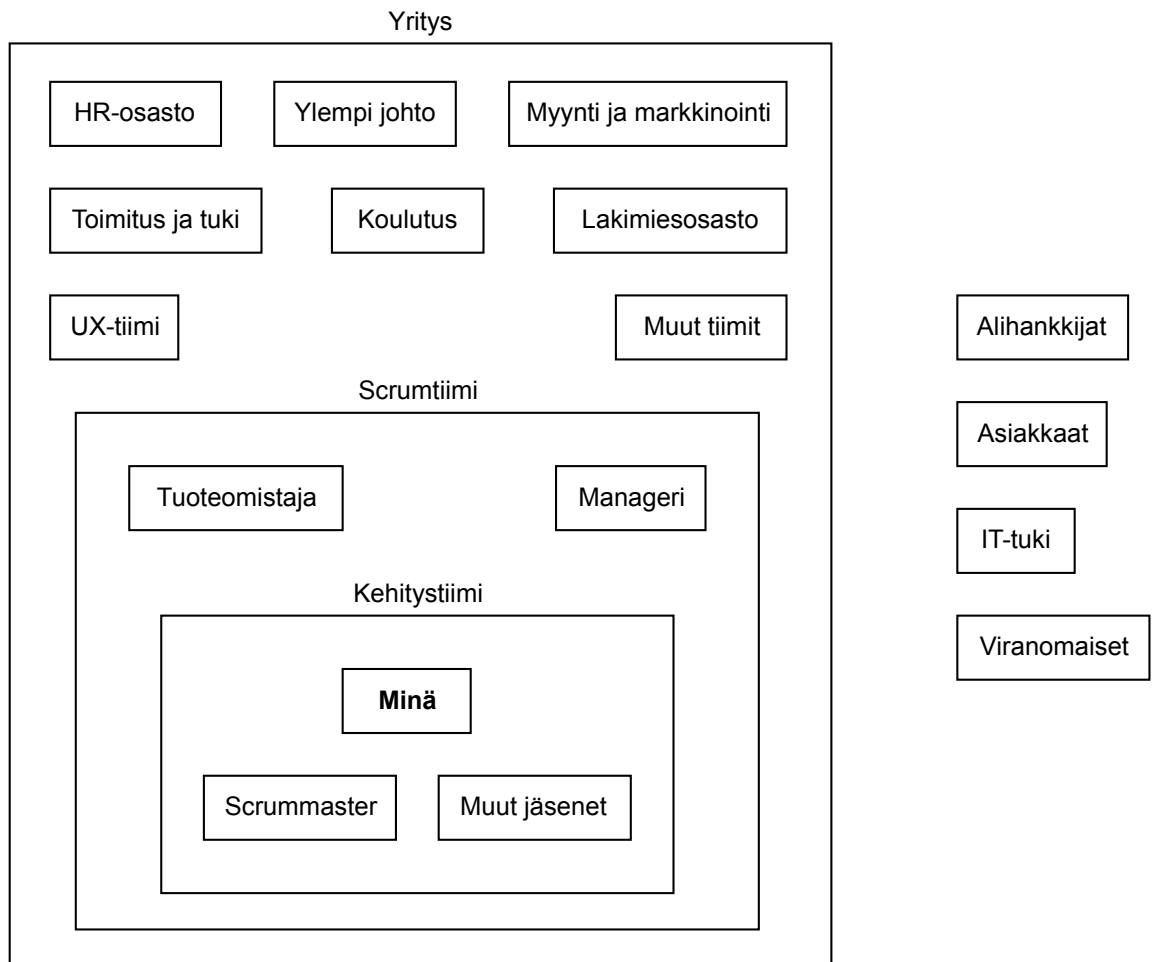 Yritys
HR-osasto
Ylempi johto
Myynti ja markkinointi
Toimitus ja tuki
Koulutus
Lakimiesosasto
UX-tiimi
Muut tiimit
Scrumtiimi
Tuoteomistaja
Manageri
Kehitystiimi
Minä
Scrummaster
Muut jäsenet
Alihankkijat
Asiakkaat
IT-tuki
Viranomaiset